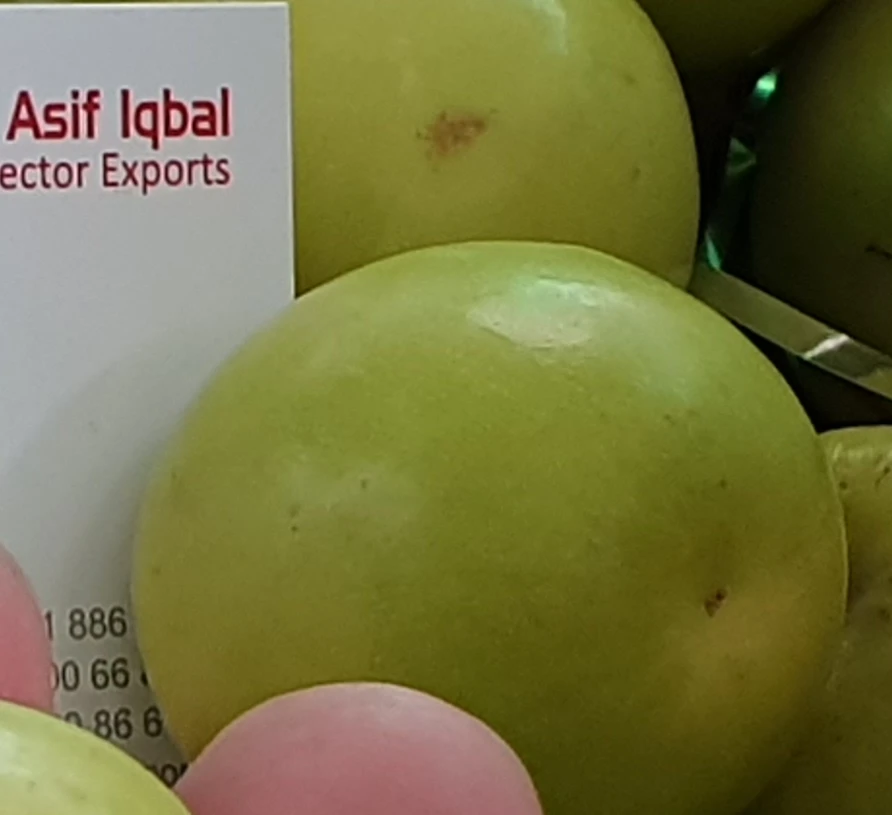 Asif Iqbal
ector Exports
1 886
00 66
86 6